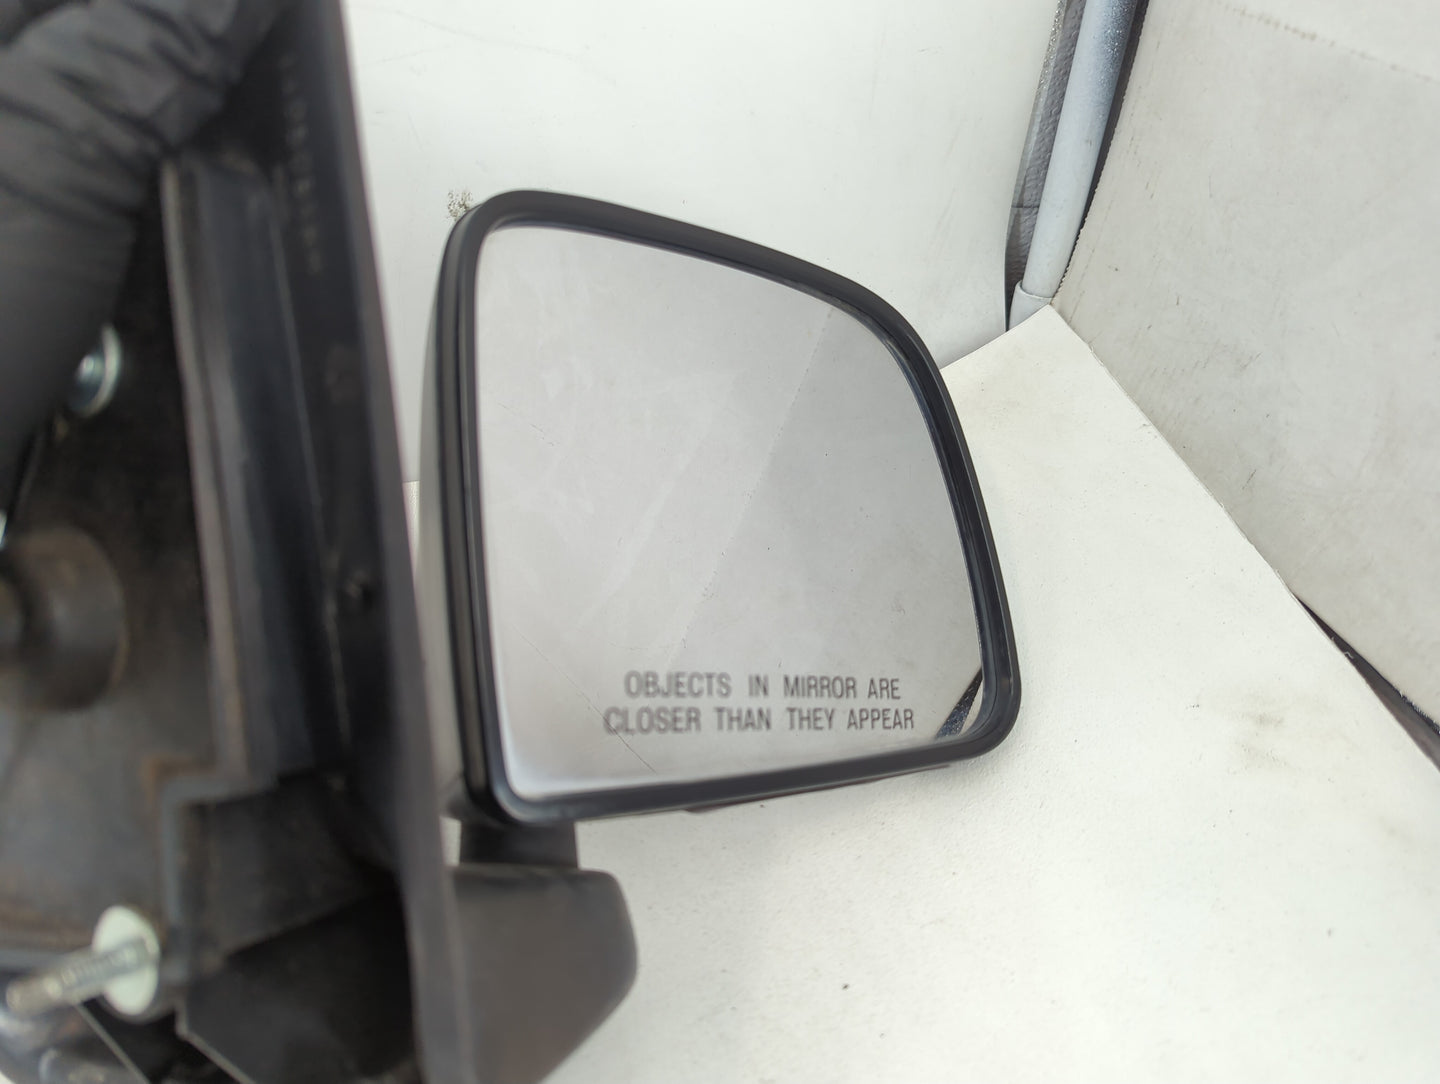 OBJECTS IN MIRROR ARE
CLOSER THAN THEY APPEAR